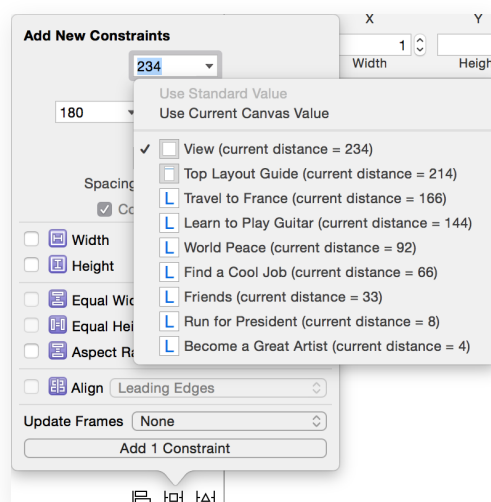 Add New Constraints
X
Y
234
1
Width
Heigh
Use Standard Value
Use Current Canvas Value
180
View (current distance = 234)
Top Layout Guide (current distance = 214)
Spacing
L Travel to France (current distance = 166)
Co
L Learn to Play Guitar (current distance = 144)
Width
L World Peace (current distance = 92)
Height
L Find a Cool Job (current distance = 66)
Equal Wid
L Friends (current distance = 33)
Equal Hei
L Run for President (current distance = 8)
Aspect Ra
L Become a Great Artist (current distance = 4)
Align Leading Edges
Update Frames None
Add 1 Constraint